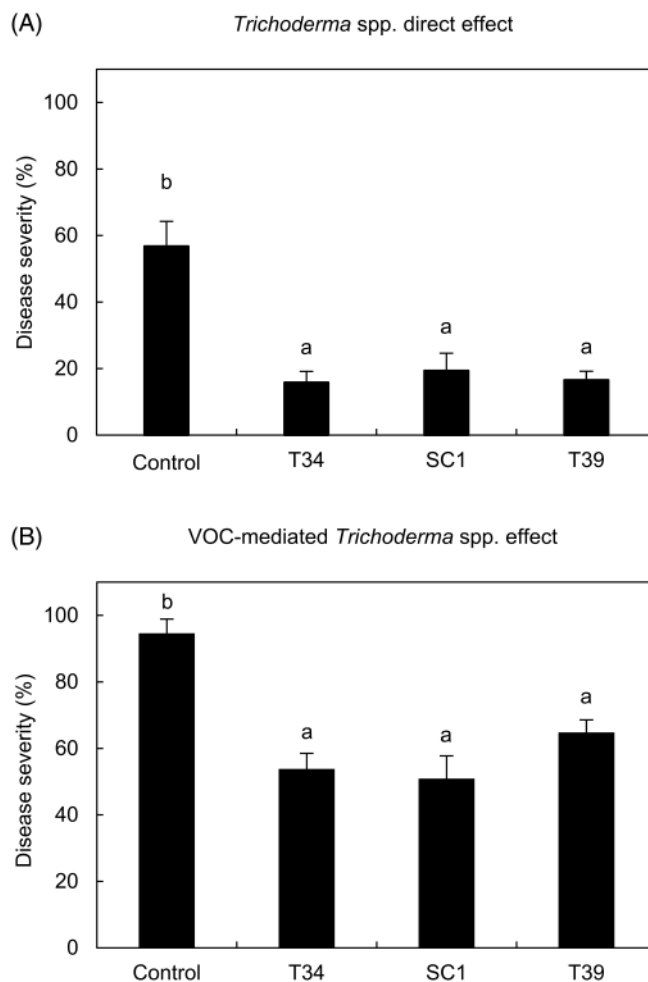 (A)
Trichoderma spp. direct effect
Disease severity (%)
100
80
60
40
20
0
b
a
a
a
Control
T34
SC1
T39
(B)
VOC-mediated Trichoderma spp. effect
Disease severity (%)
100
80
60
40
20
0
b
a
a
a
Control
T34
SC1
T39